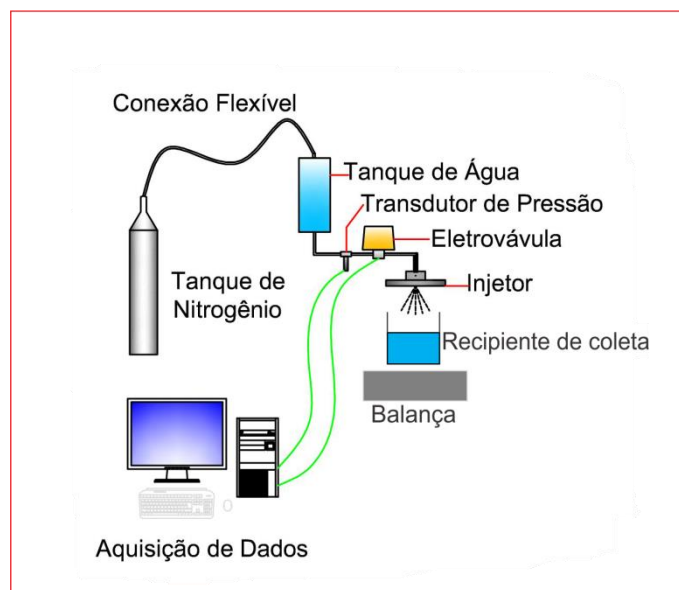 Conexão Flexível
Tanque de Água
Transdutor de Pressão
Eletrovávula
Tanque de
Nitrogênio
Injetor
Recipiente de coleta
Balança
Aquisição de Dados